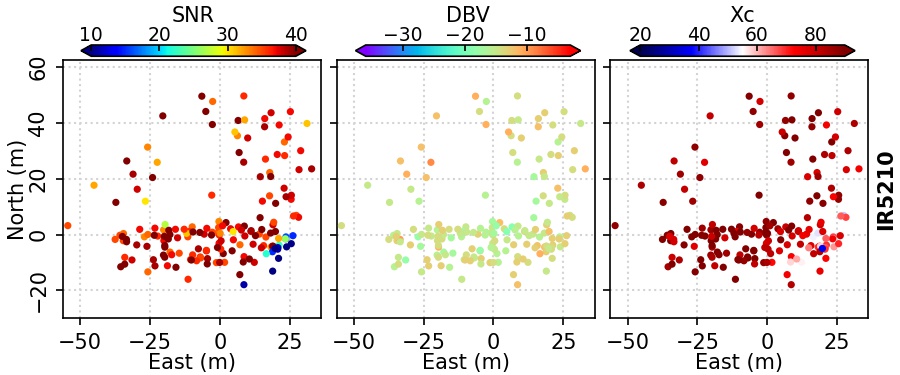 SNR DBV Xc
10 20 30 40 −30 −20 −10 20 40 60 80
60
40
20
0
−20
North (m)
IR5210
−50 −25 0 25 −50 −25 0 25 −50 −25 0 25
East (m) East (m) East (m)